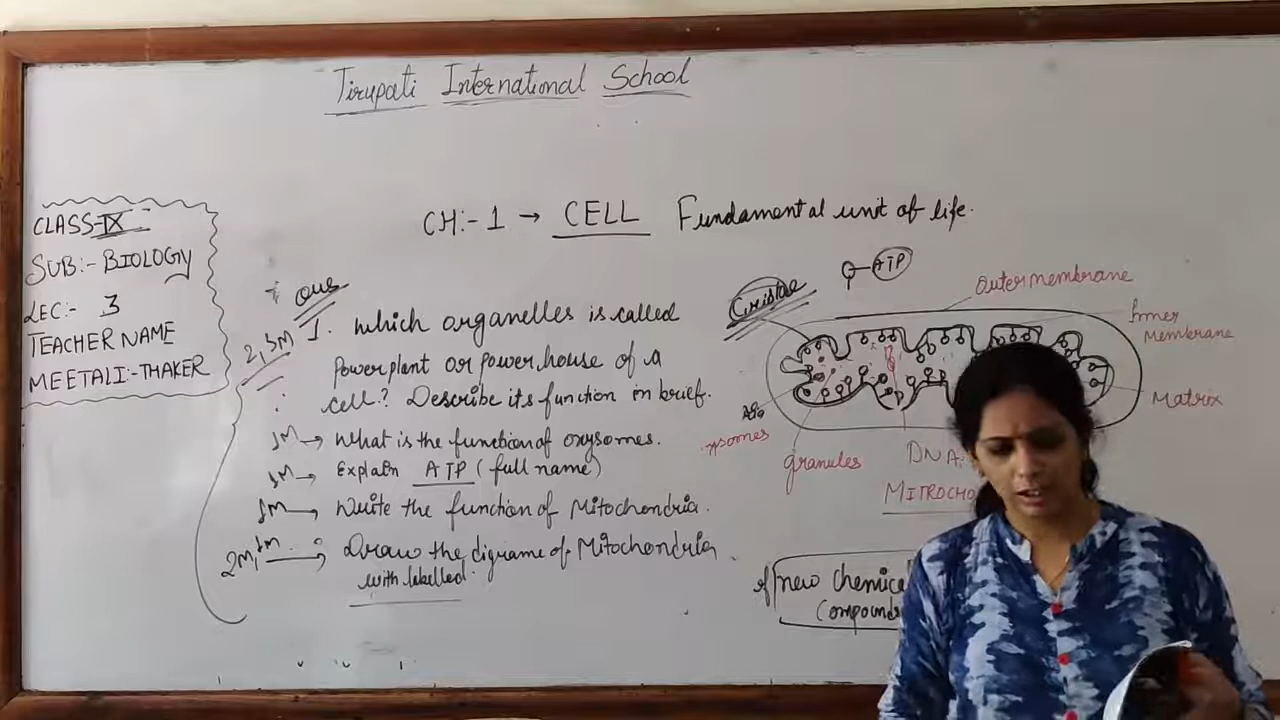 Tirupati International School
CH:- 1 → CELL Fundamental unit of life.
CLASS-IX
SUB:- BIOLOGY
LEC:- 3
TEACHER NAME
MEETALI:-THAKER
Que
2,3M 1. Which organelles is called
Powerplant or power house of a
cell? Describe its function in brief.
1M → What is the function of oxysomes.
1M → Explain ATP (full name)
1M → Write the function of Mitochondria.
2M, 1M → Draw the digrame of Mitochondria
with labelled.
Cristae
ATP
outermembrane
Inner
Membrane
Matrix
granules
DNA
MITROCHO
of new chemical
Compounds